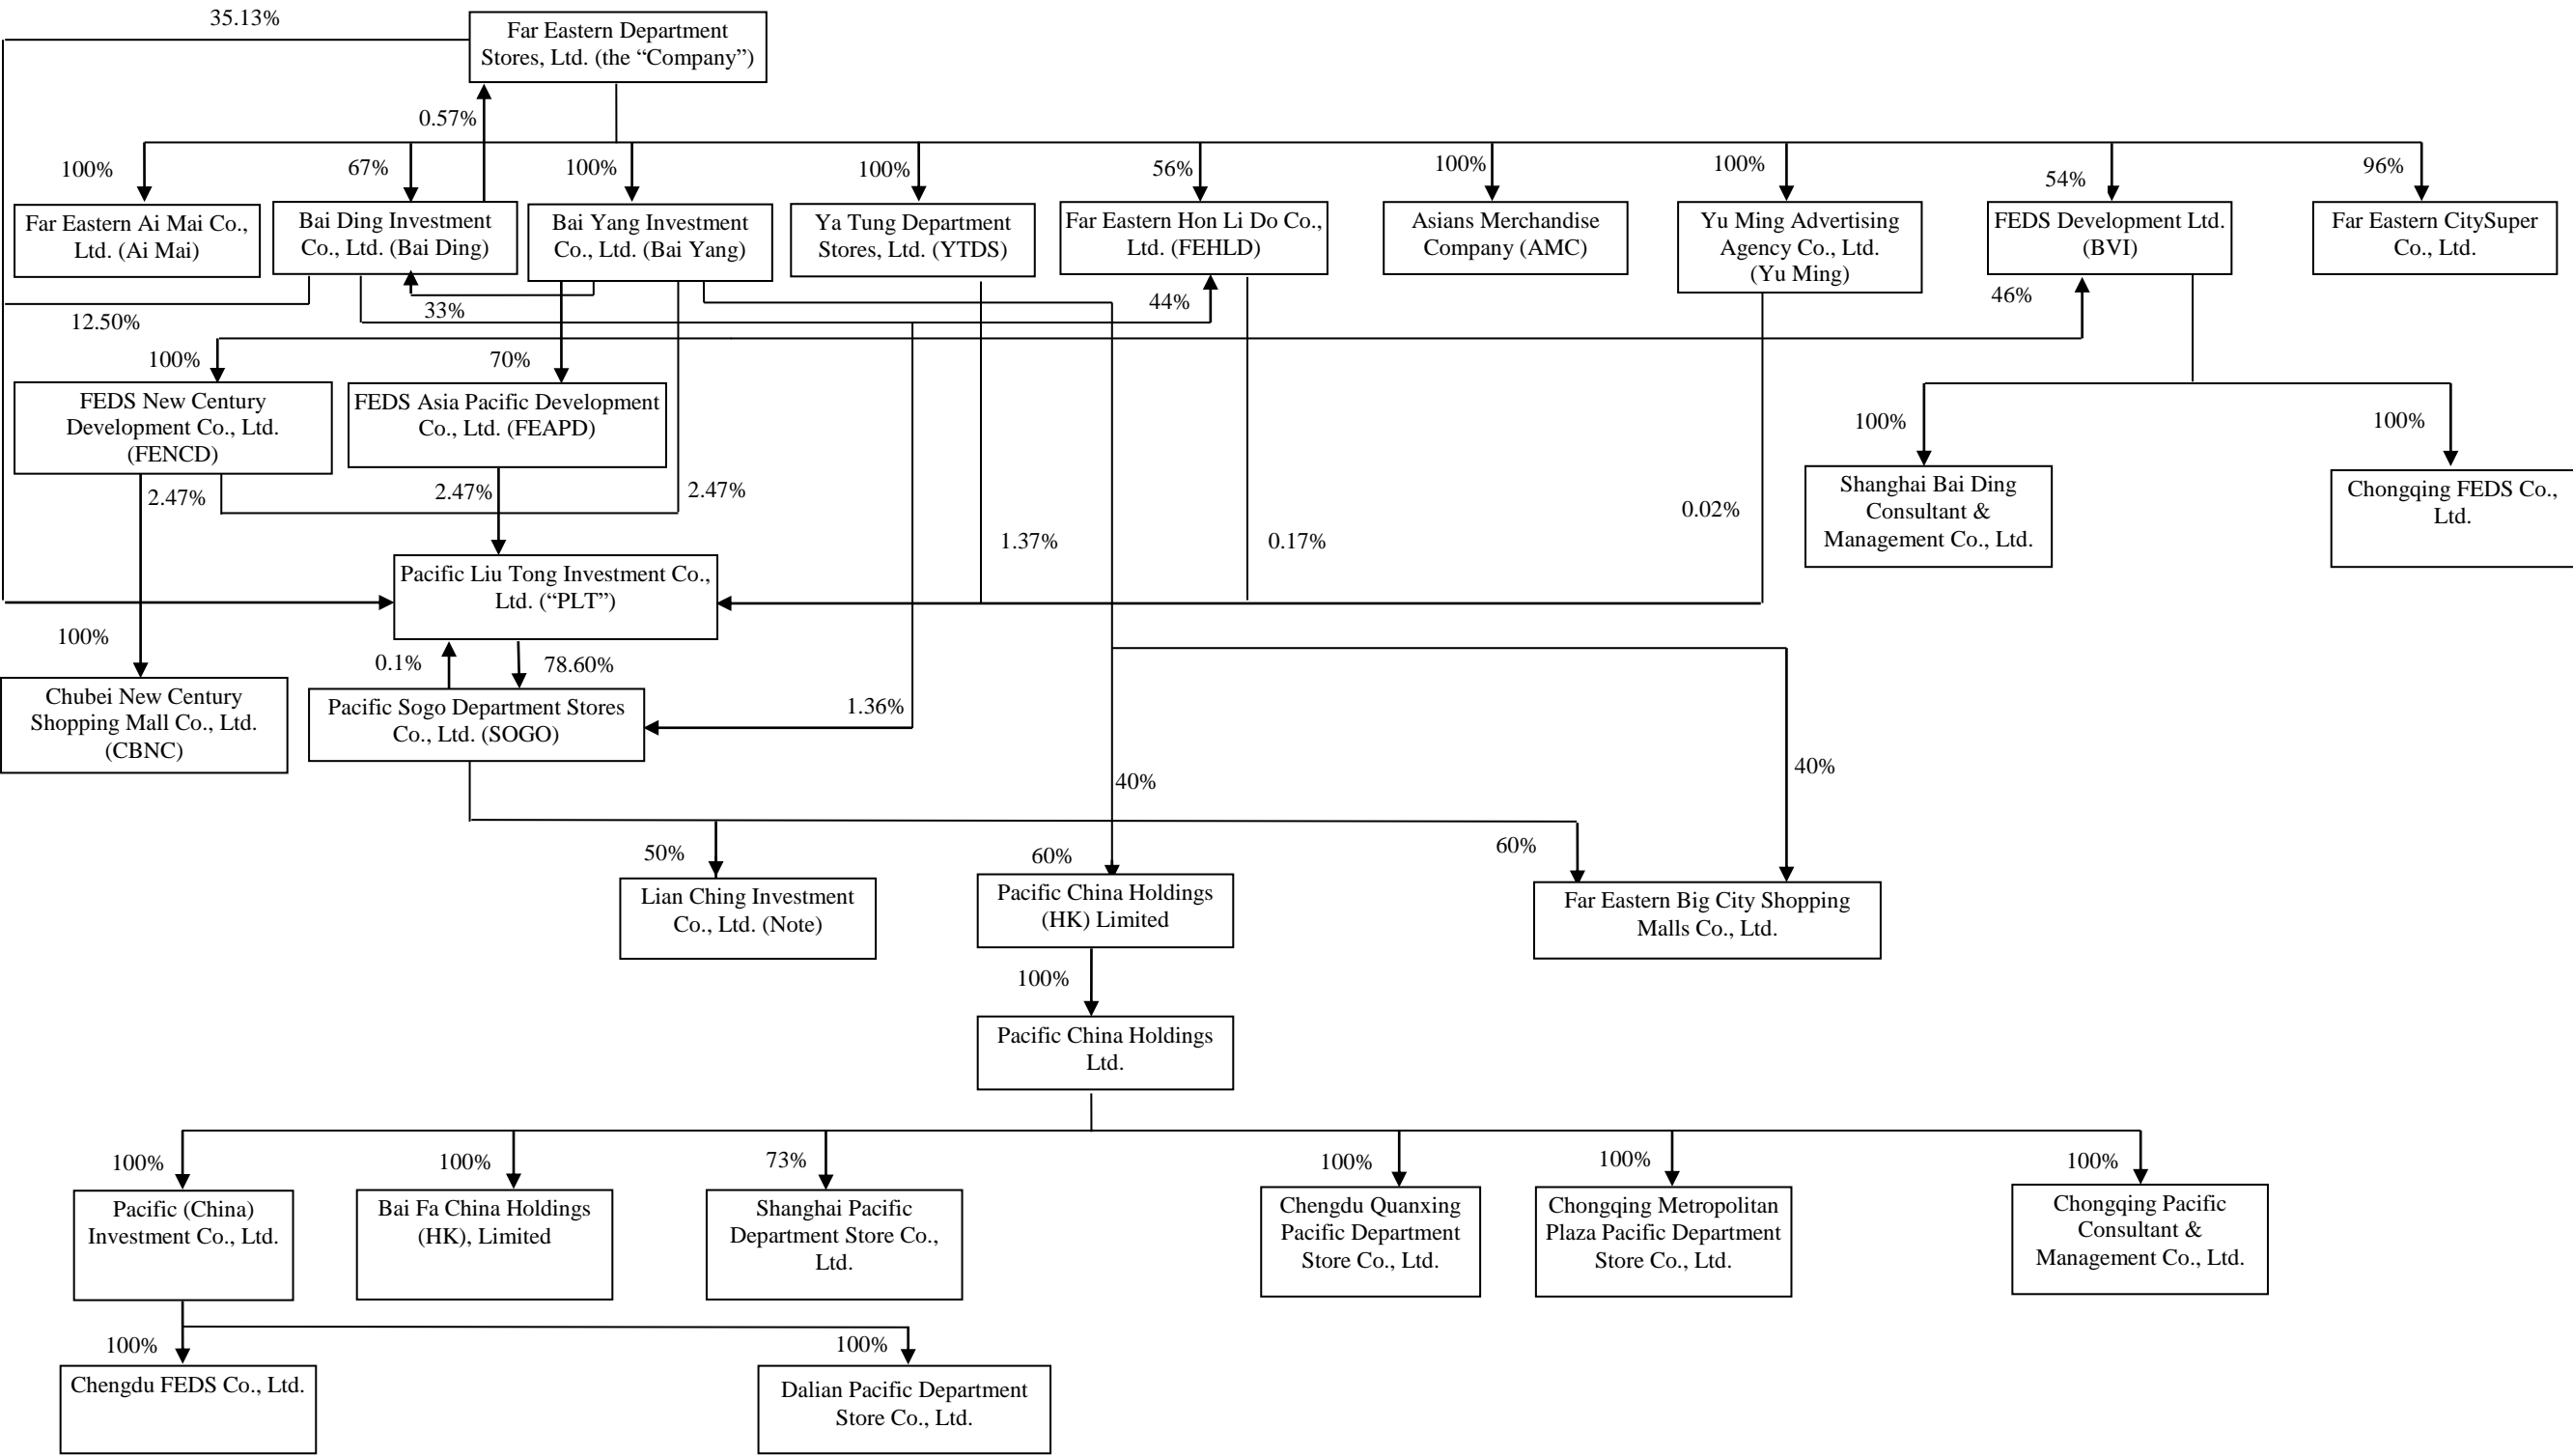 35.13%
Far Eastern Department
Stores, Ltd. (the “Company”)
0.57%
100%
67%
100%
100%
56%
100%
100%
54%
96%
Far Eastern Ai Mai Co.,
Ltd. (Ai Mai)
Bai Ding Investment
Co., Ltd. (Bai Ding)
Bai Yang Investment
Co., Ltd. (Bai Yang)
Ya Tung Department
Stores, Ltd. (YTDS)
Far Eastern Hon Li Do Co.,
Ltd. (FEHLD)
Asians Merchandise
Company (AMC)
Yu Ming Advertising
Agency Co., Ltd.
(Yu Ming)
FEDS Development Ltd.
(BVI)
Far Eastern CitySuper
Co., Ltd.
12.50%
33%
44%
46%
100%
70%
FEDS New Century
Development Co., Ltd.
(FENCD)
FEDS Asia Pacific Development
Co., Ltd. (FEAPD)
100%
100%
2.47%
2.47%
2.47%
Shanghai Bai Ding
Consultant &
Management Co., Ltd.
Chongqing FEDS Co.,
Ltd.
1.37%
0.17%
0.02%
Pacific Liu Tong Investment Co.,
Ltd. (“PLT”)
100%
0.1%
78.60%
Chubei New Century
Shopping Mall Co., Ltd.
(CBNC)
Pacific Sogo Department Stores
Co., Ltd. (SOGO)
1.36%
40%
40%
50%
60%
60%
Lian Ching Investment
Co., Ltd. (Note)
Pacific China Holdings
(HK) Limited
Far Eastern Big City Shopping
Malls Co., Ltd.
100%
Pacific China Holdings
Ltd.
100%
100%
73%
100%
100%
100%
Pacific (China)
Investment Co., Ltd.
Bai Fa China Holdings
(HK), Limited
Shanghai Pacific
Department Store Co.,
Ltd.
Chengdu Quanxing
Pacific Department
Store Co., Ltd.
Chongqing Metropolitan
Plaza Pacific Department
Store Co., Ltd.
Chongqing Pacific
Consultant &
Management Co., Ltd.
100%
100%
Chengdu FEDS Co., Ltd.
Dalian Pacific Department
Store Co., Ltd.